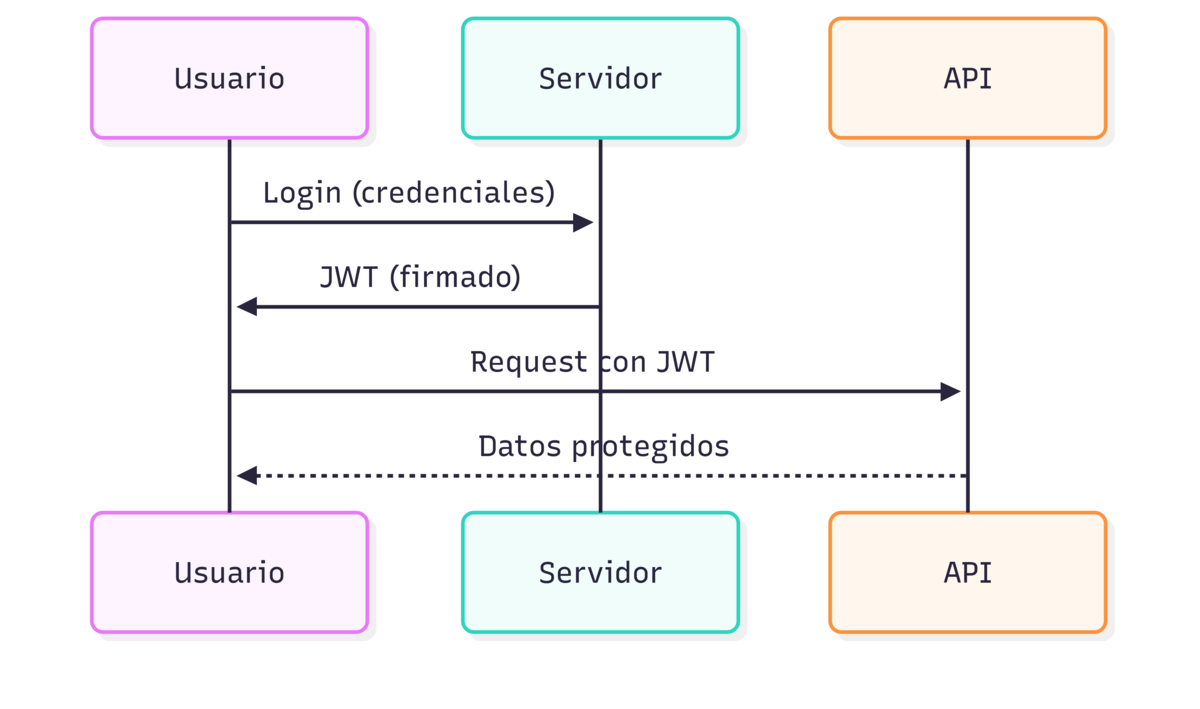 Usuario
Servidor
API
Login (credenciales)
JWT (firmado)
Request con JWT
Datos protegidos
Usuario
Servidor
API